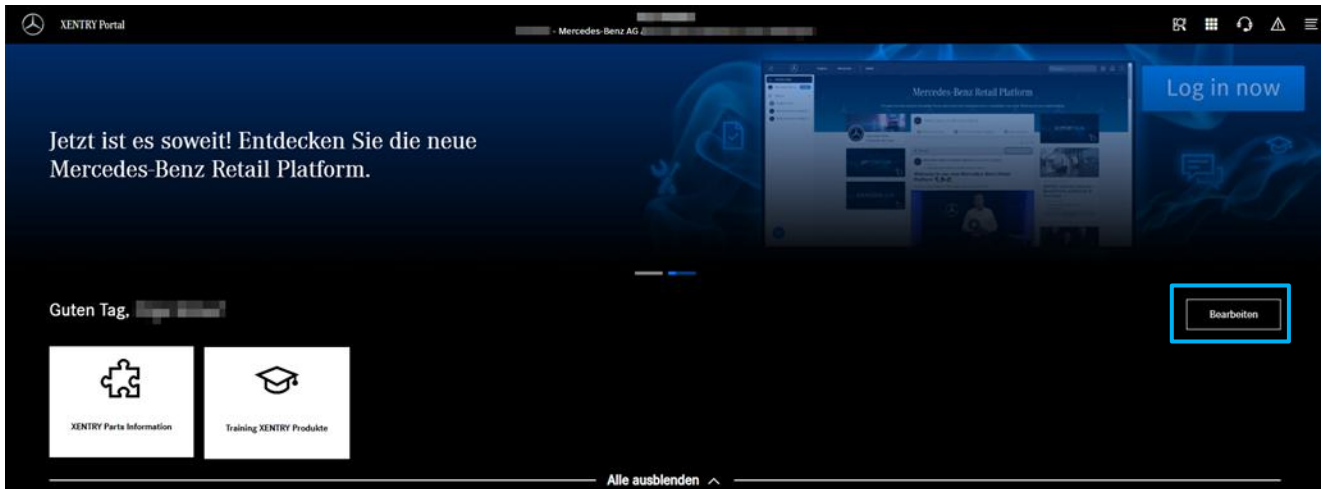 XENTRY Portal
- Mercedes-Benz AG
Log in now
Mercedes-Benz Retail Platform
Jetzt ist es soweit! Entdecken Sie die neue
Mercedes-Benz Retail Platform.
Guten Tag,
Bearbeiten
XENTRY Parts Information
Training XENTRY Produkte
Alle ausblenden